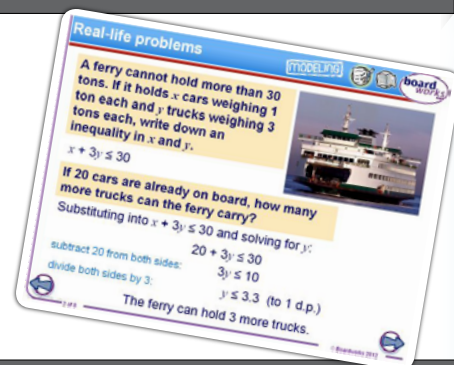 Real-life problems
MODELING
board
works
A ferry cannot hold more than 30
tons. If it holds x cars weighing 1
ton each and y trucks weighing 3
tons each, write down an
inequality in x and y.
x + 3y ≤ 30
If 20 cars are already on board, how many
more trucks can the ferry carry?
Substituting into x + 3y ≤ 30 and solving for y:
20 + 3y ≤ 30
subtract 20 from both sides: 3y ≤ 10
divide both sides by 3: y ≤ 3.3 (to 1 d.p.)
The ferry can hold 3 more trucks.
© Boardworks 2012